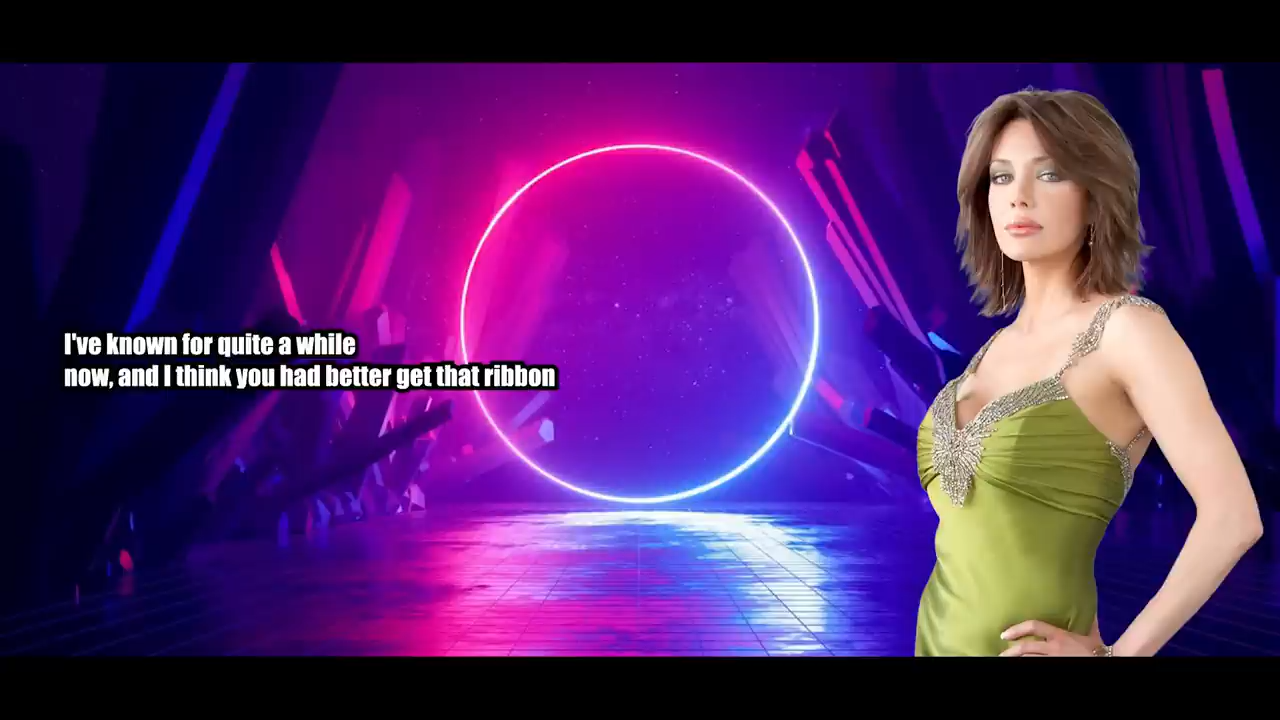 I've known for quite a while
now, and I think you had better get that ribbon